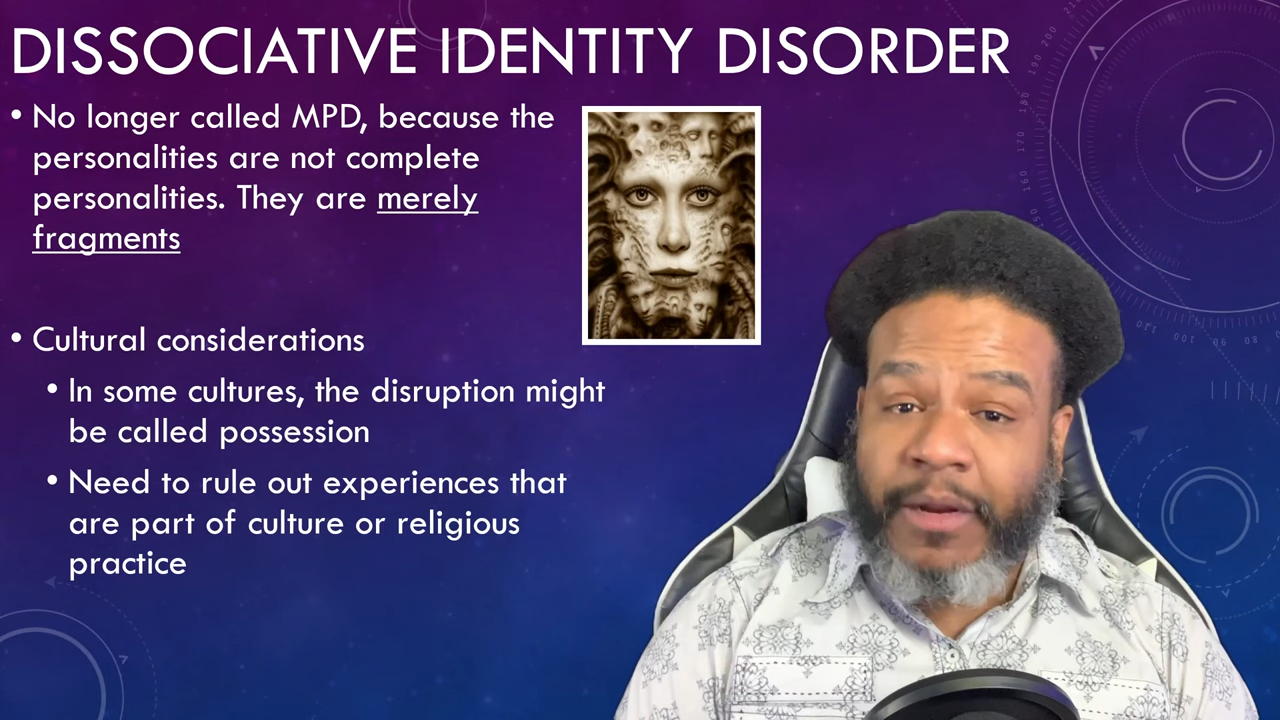 DISSOCIATIVE IDENTITY DISORDER
• No longer called MPD, because the
personalities are not complete
personalities. They are merely
fragments
• Cultural considerations
• In some cultures, the disruption might
be called possession
• Need to rule out experiences that
are part of culture or religious
practice